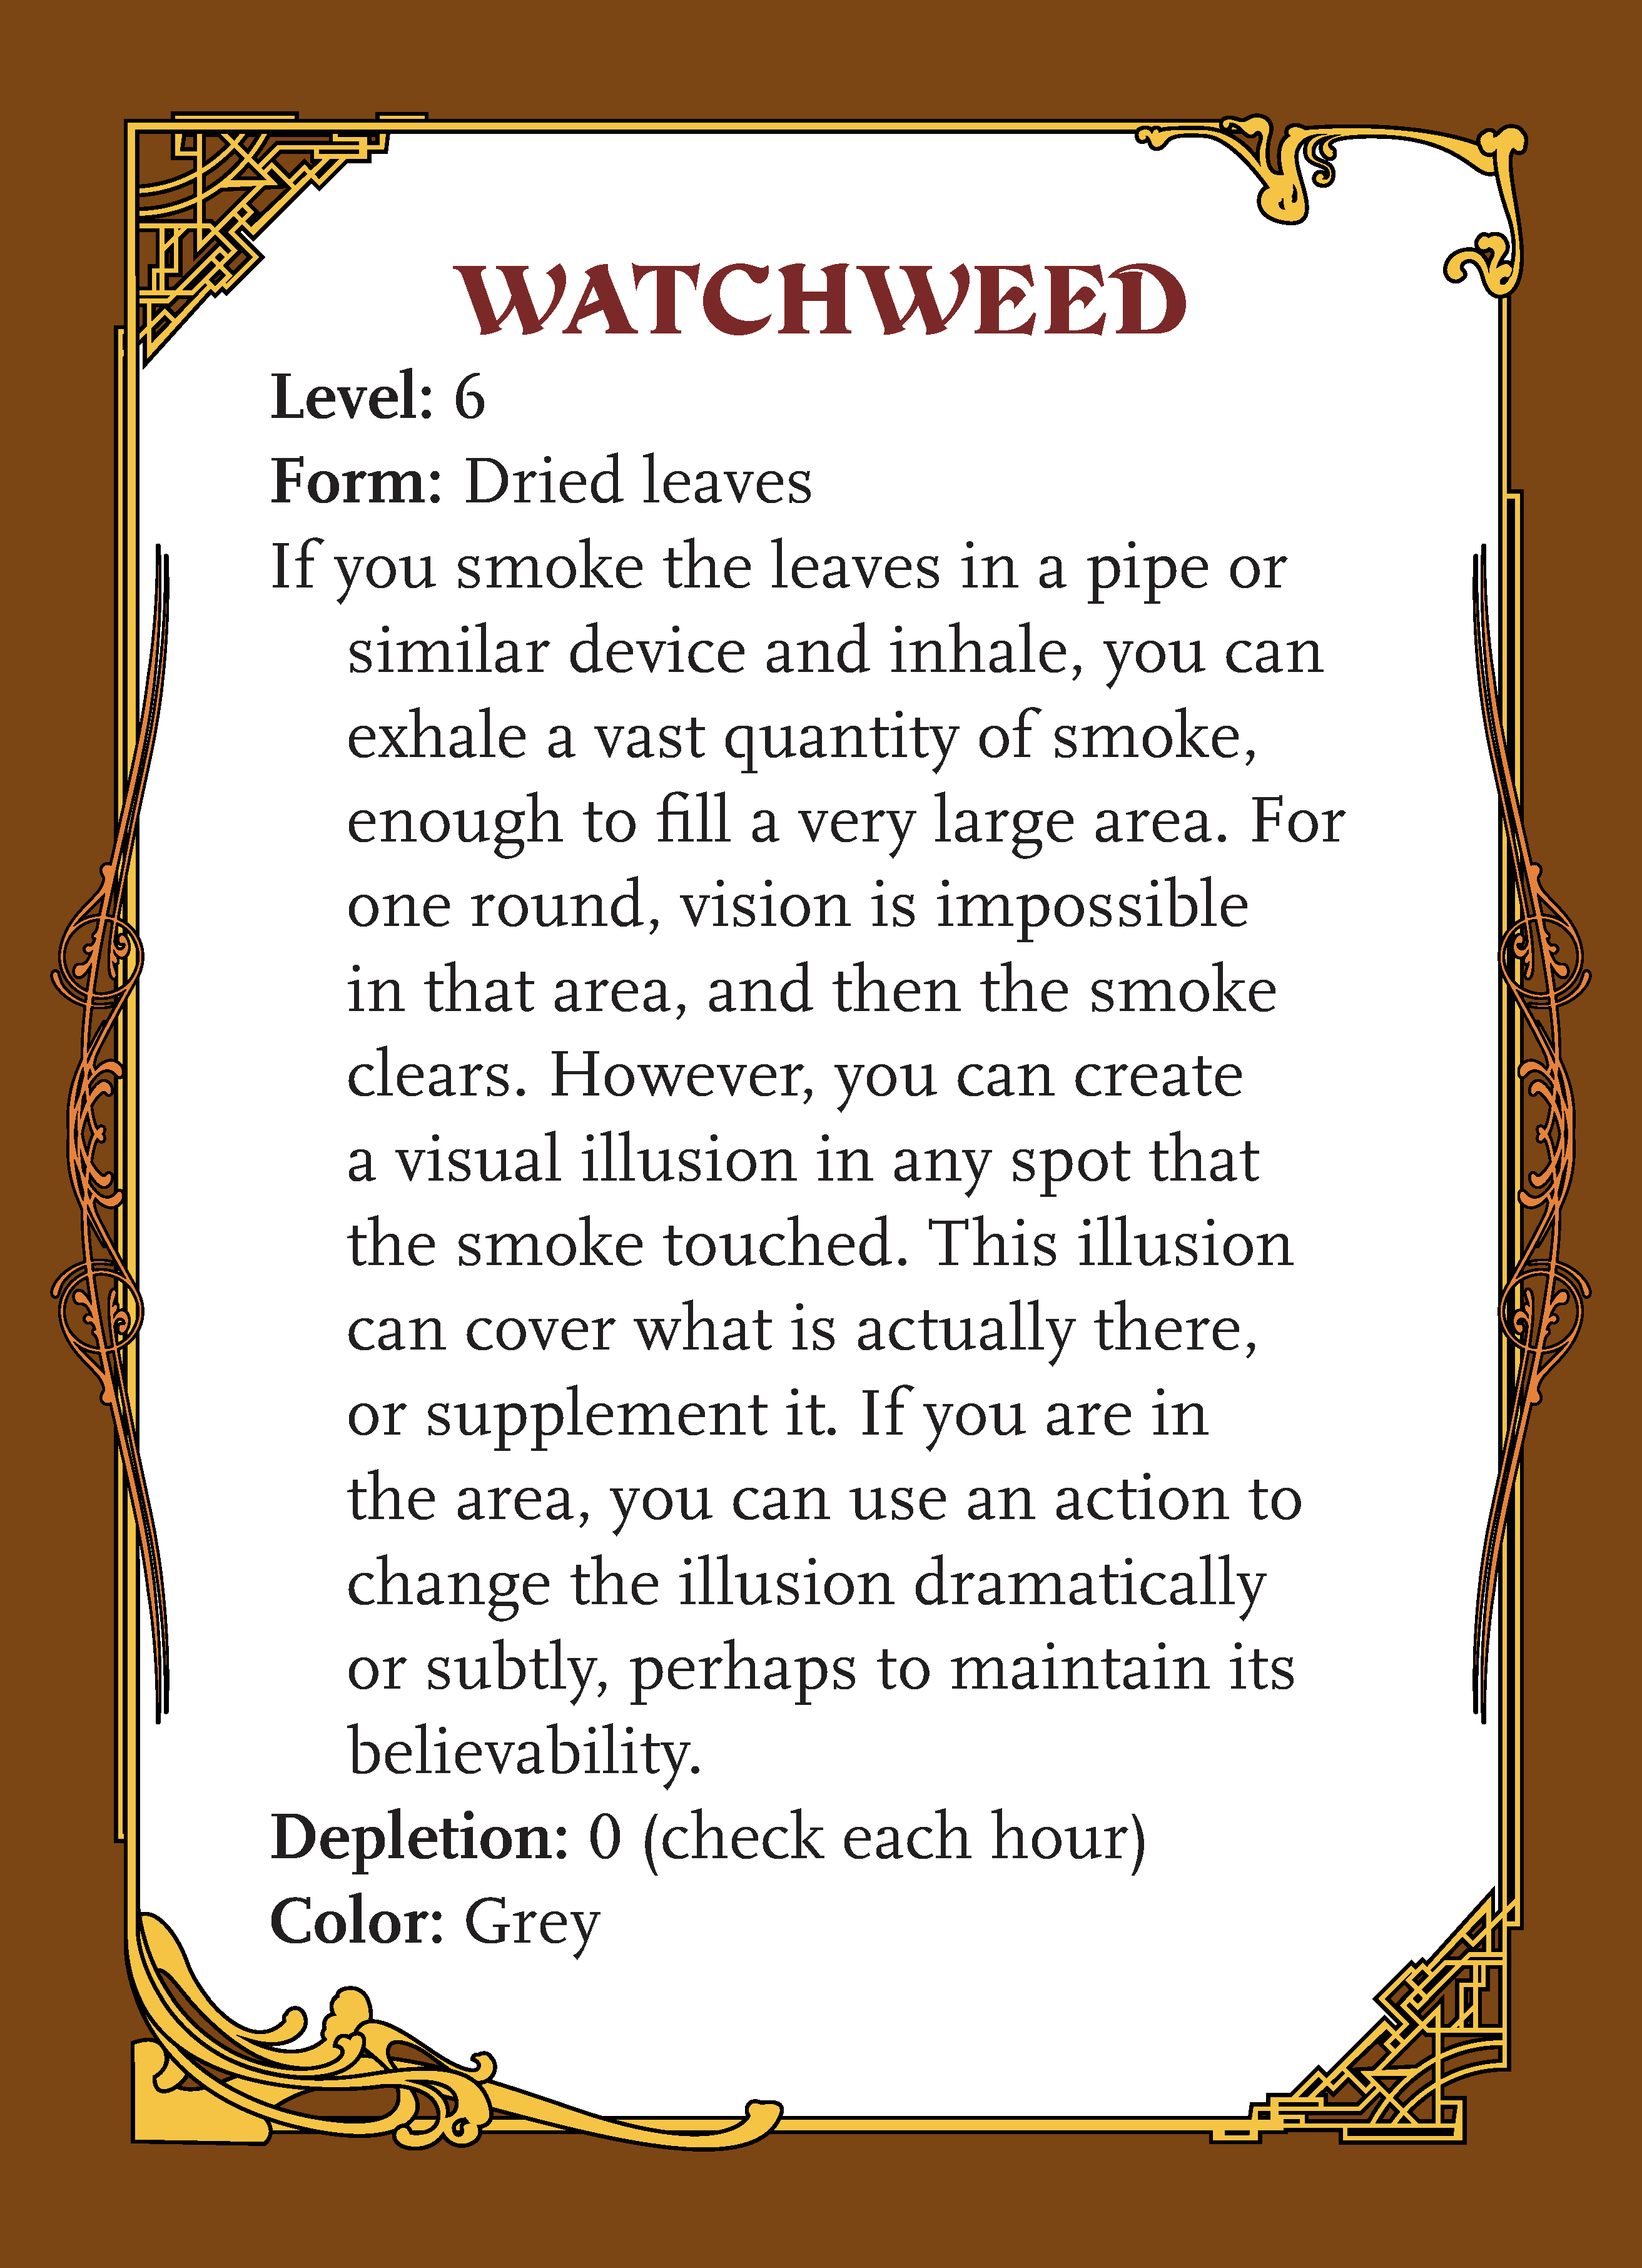 WATCHWEED
Level: 6
Form: Dried leaves
If you smoke the leaves in a pipe or
similar device and inhale, you can
exhale a vast quantity of smoke,
enough to fill a very large area. For
one round, vision is impossible
in that area, and then the smoke
clears. However, you can create
a visual illusion in any spot that
the smoke touched. This illusion
can cover what is actually there,
or supplement it. If you are in
the area, you can use an action to
change the illusion dramatically
or subtly, perhaps to maintain its
believability.
Depletion: 0 (check each hour)
Color: Grey